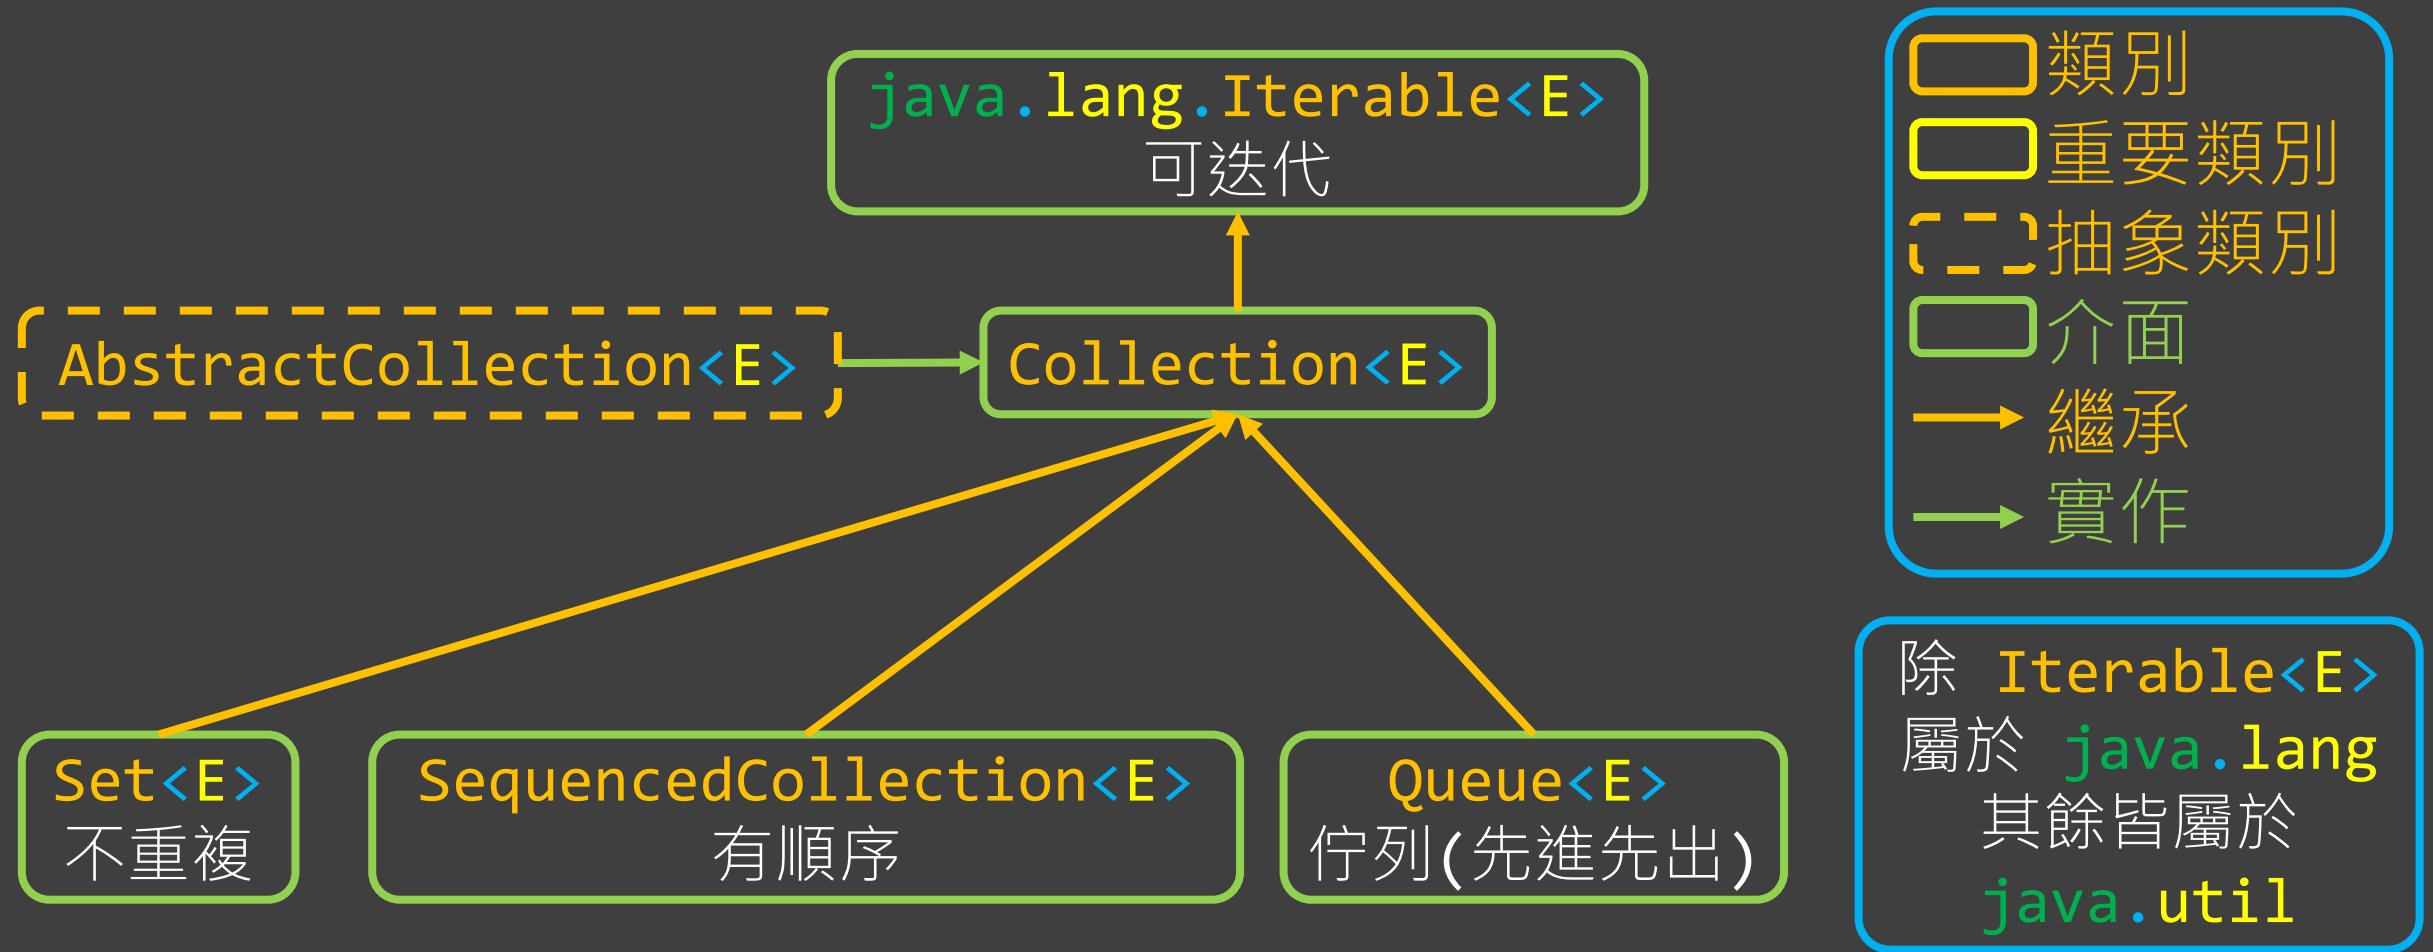 java.lang.Iterable<E>
可迭代
AbstractCollection<E>
Collection<E>
Set<E>
不重複
SequencedCollection<E>
有順序
Queue<E>
佇列(先進先出)
類別
重要類別
抽象類別
介面
繼承
實作
除 Iterable<E>
屬於 java.lang
其餘皆屬於
java.util